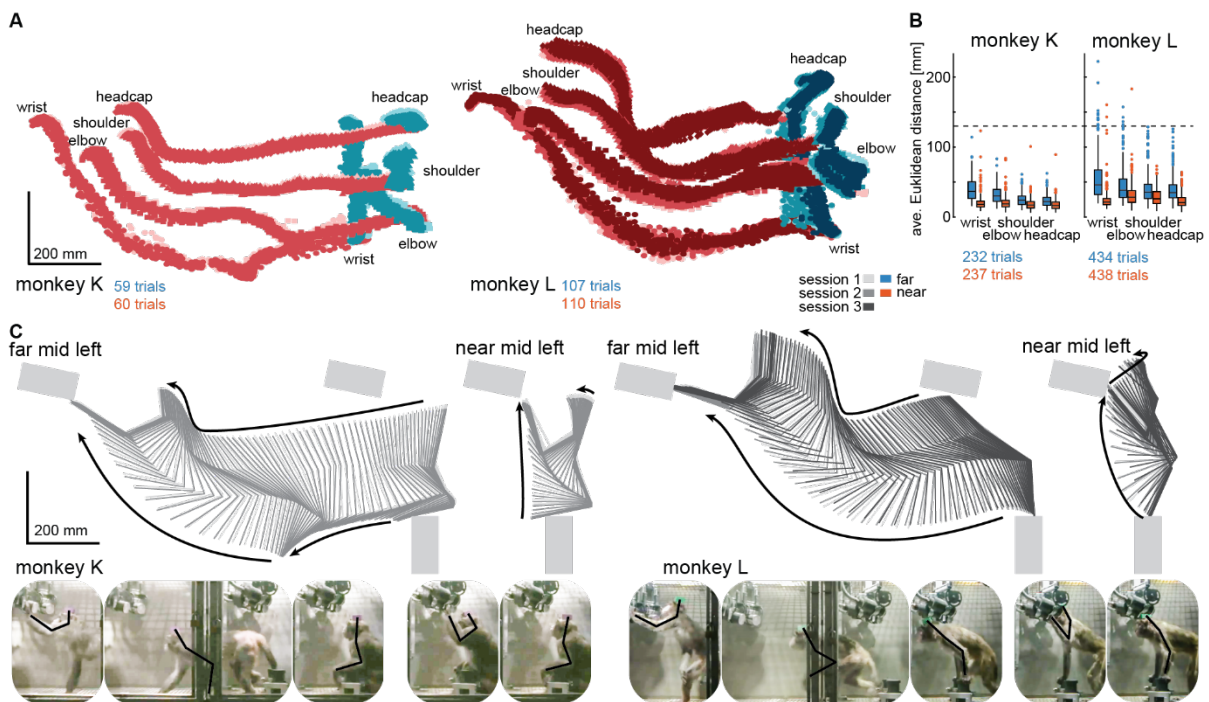 A
headcap
wrist
shoulder
elbow
headcap
shoulder
elbow
wrist
200 mm
monkey K
59 trials
60 trials
headcap
shoulder
elbow
wrist
headcap
shoulder
elbow
wrist
monkey L
107 trials
110 trials
session 1
session 2
session 3
far
near
B
monkey K
monkey L
ave. Euklidean distance [mm]
200
100
0
wrist shoulder
elbow headcap
wrist shoulder
elbow headcap
232 trials
237 trials
434 trials
438 trials
C
far mid left
near mid left
far mid left
near mid left
200 mm
monkey K
monkey L